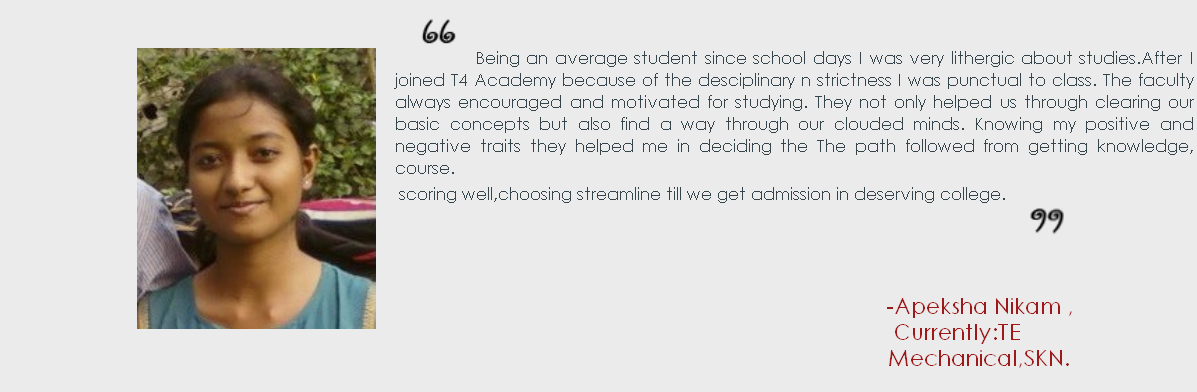 “
Being an average student since school days I was very lithergic about studies.After I
joined T4 Academy because of the desciplinary n strictness I was punctual to class. The faculty
always encouraged and motivated for studying. They not only helped us through clearing our
basic concepts but also find a way through our clouded minds. Knowing my positive and
negative traits they helped me in deciding the The path followed from getting knowledge,
course.
scoring well,choosing streamline till we get admission in deserving college.
”
-Apeksha Nikam ,
Currently:TE
Mechanical,SKN.